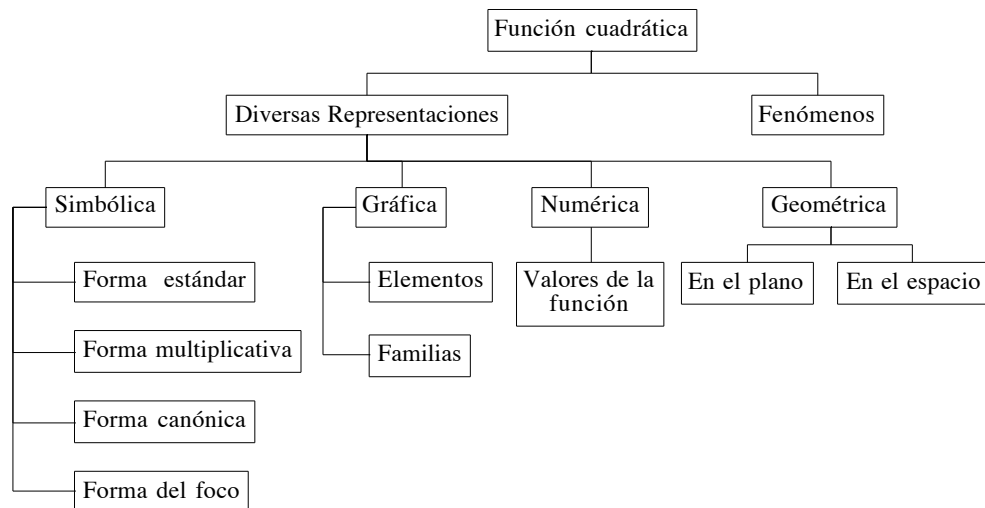 Función cuadrática
Diversas Representaciones
Fenómenos
Simbólica
Gráfica
Numérica
Geométrica
Forma estándar
Elementos
Valores de la
función
En el plano
En el espacio
Forma multiplicativa
Familias
Forma canónica
Forma del foco